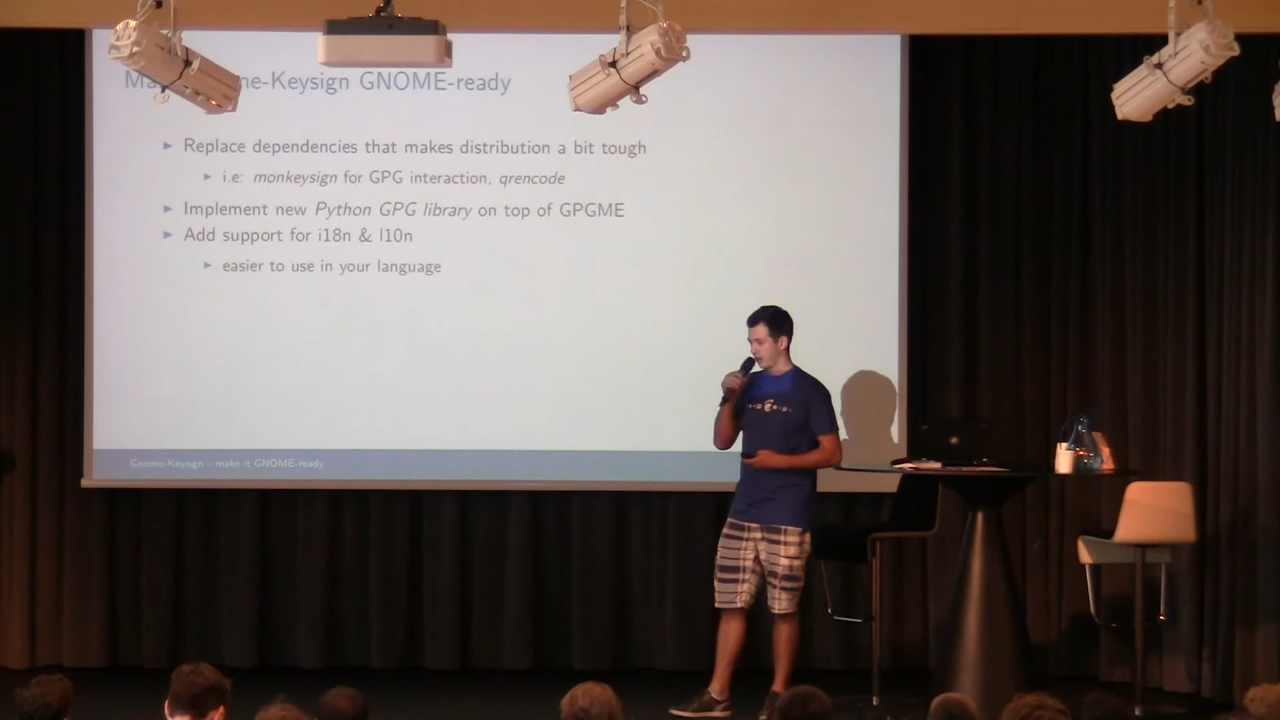 GNOME-ready
Replace dependencies that makes distribution a bit tough
i.e: monkeysign for GPG interaction, qrencode
Implement new Python GPG library on top of GPGME
Add support for i18n & l10n
easier to use in your language
Gnome-Keysign – make it GNOME-ready